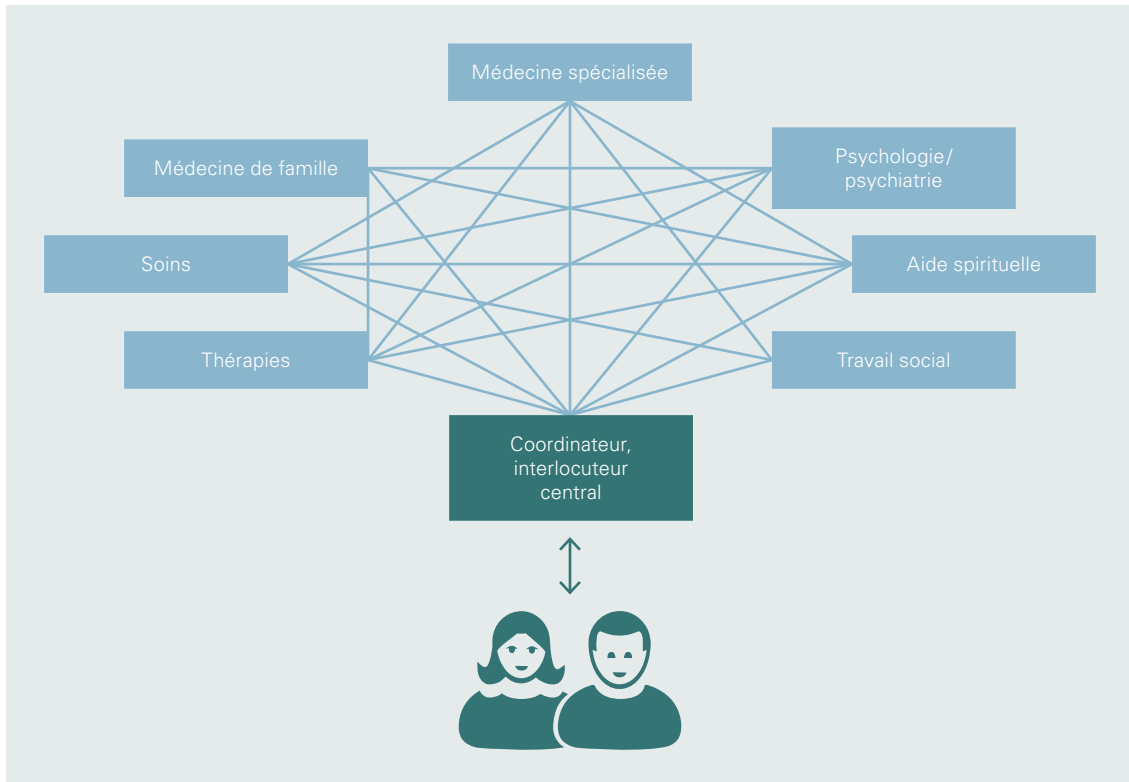 Médecine spécialisée
Médecine de famille
Psychologie/
psychiatrie
Soins
Aide spirituelle
Thérapies
Travail social
Coordinateur,
interlocuteur
central